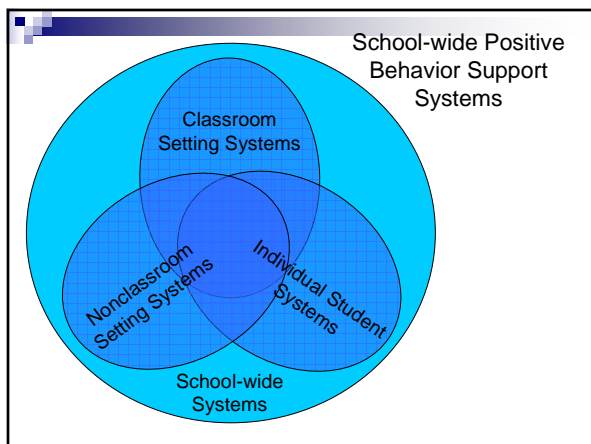 School-wide Positive
Behavior Support
Systems
Classroom
Setting Systems
Nonclassroom
Setting Systems
Individual Student
Systems
School-wide
Systems